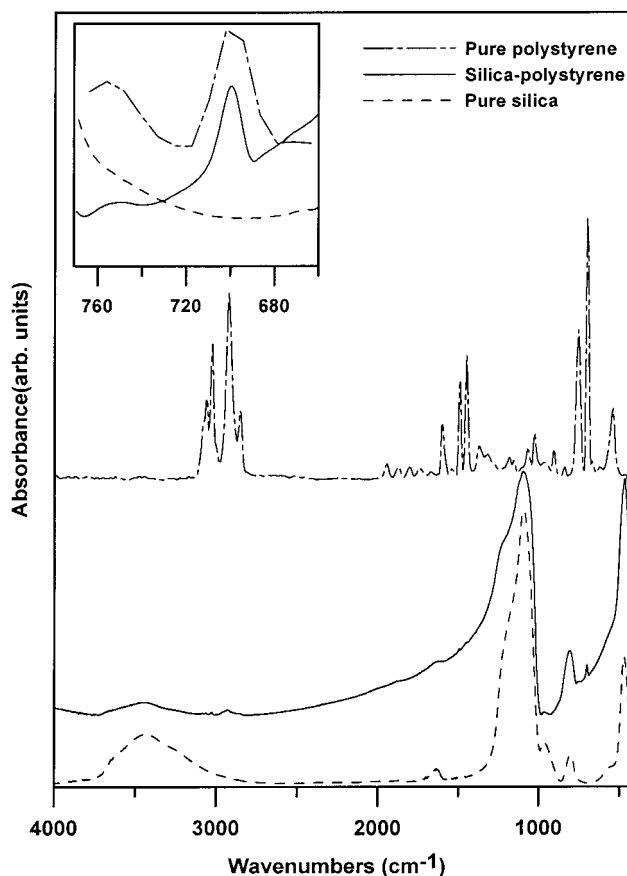 Pure polystyrene
Silica-polystyrene
Pure silica
760 720 680
Absorbance(arb. units)
4000 3000 2000 1000
Wavenumbers (cm⁻¹)